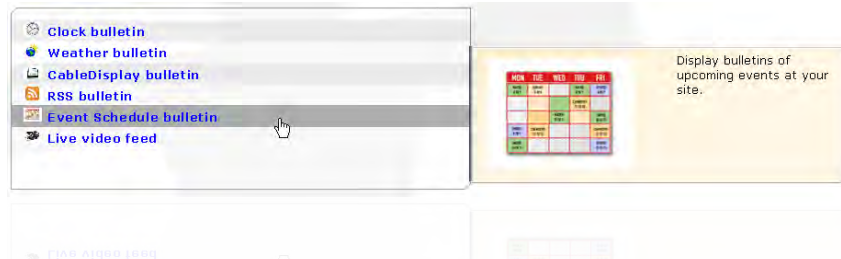 Clock bulletin
Weather bulletin
CableDisplay bulletin
RSS bulletin
Event Schedule bulletin
Live video feed
Display bulletins of
upcoming events at your
site.
MON TUE WED THU FRI